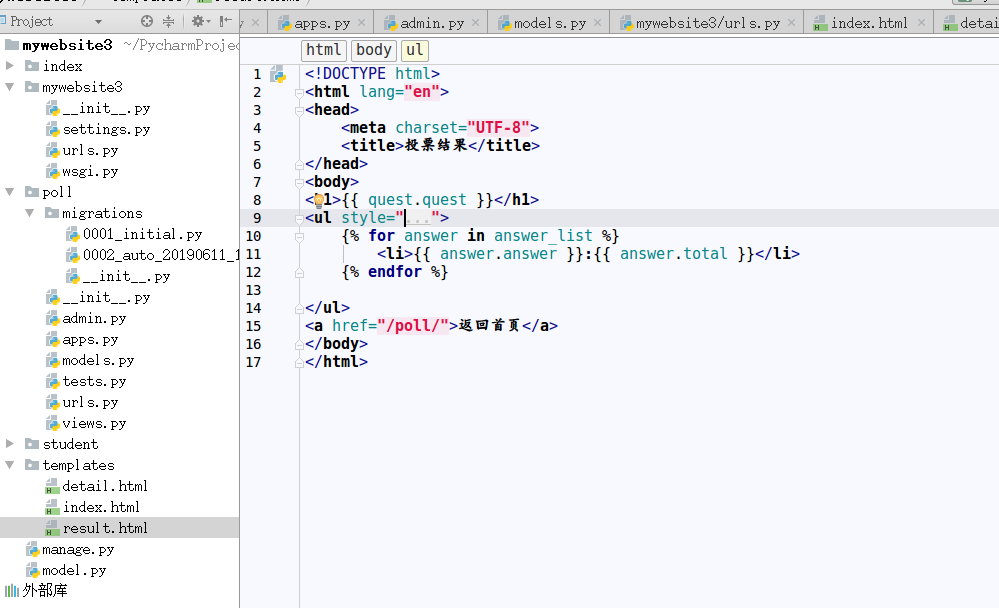 Project
apps.py admin.py models.py mywebsite3/urls.py index.html
mywebsite3 ~/PycharmProje
index
mywebsite3
__init__.py
settings.py
urls.py
wsgi.py
poll
migrations
0001_initial.py
0002_auto_20190611_1
__init__.py
__init__.py
admin.py
apps.py
models.py
tests.py
urls.py
views.py
student
templates
detail.html
index.html
result.html
manage.py
model.py
外部库
html body ul
1 <!DOCTYPE html>
2 <html lang="en">
3 <head>
4 <meta charset="UTF-8">
5 <title>投票结果</title>
6 </head>
7 <body>
8 <h1>{{ quest.quest }}</h1>
9 <ul style="...">
10 {% for answer in answer_list %}
11 <li>{{ answer.answer }}:{{ answer.total }}</li>
12 {% endfor %}
13
14 </ul>
15 <a href="/poll/">返回首页</a>
16 </body>
17 </html>